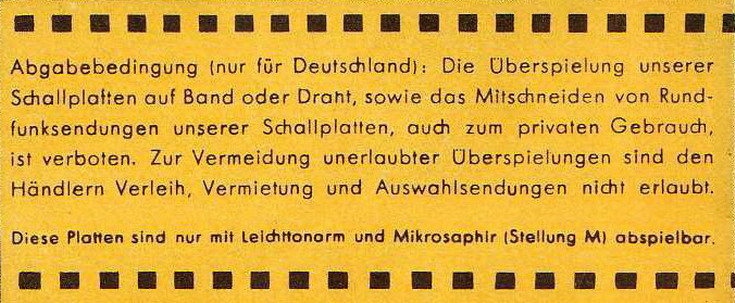 Abgabebedingung (nur für Deutschland): Die Überspielung unserer
Schallplatten auf Band oder Draht, sowie das Mitschneiden von Rund-
funksendungen unserer Schallplatten, auch zum privaten Gebrauch,
ist verboten. Zur Vermeidung unerlaubter Überspielungen sind den
Händlern Verleih, Vermietung und Auswahlsendungen nicht erlaubt.
Diese Platten sind nur mit Leichttonarm und Mikrosaphir (Stellung M) abspielbar.